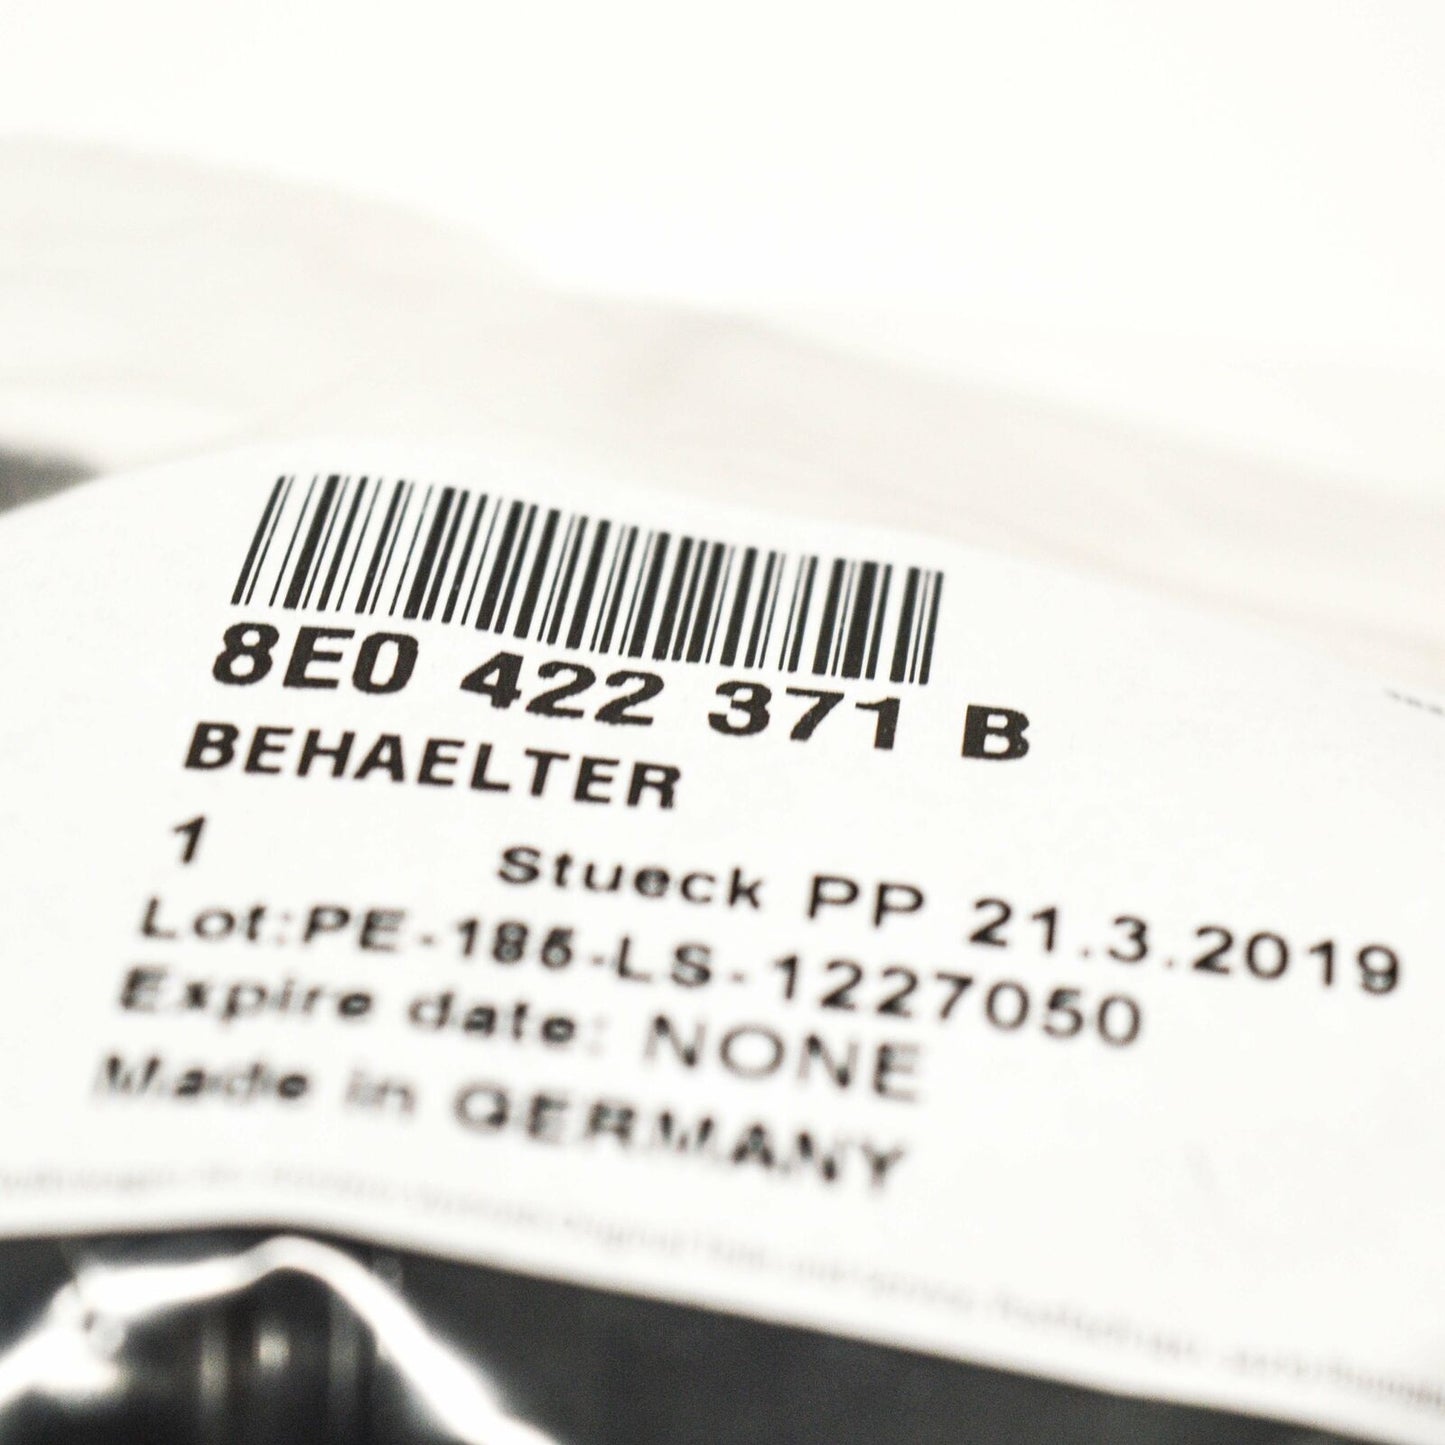 8E0 422 371 B
BEHAELTER
1 Stueck PP 21.3.2019
Lot:PE-185-LS-1227050
Expire date: NONE
Made in GERMANY